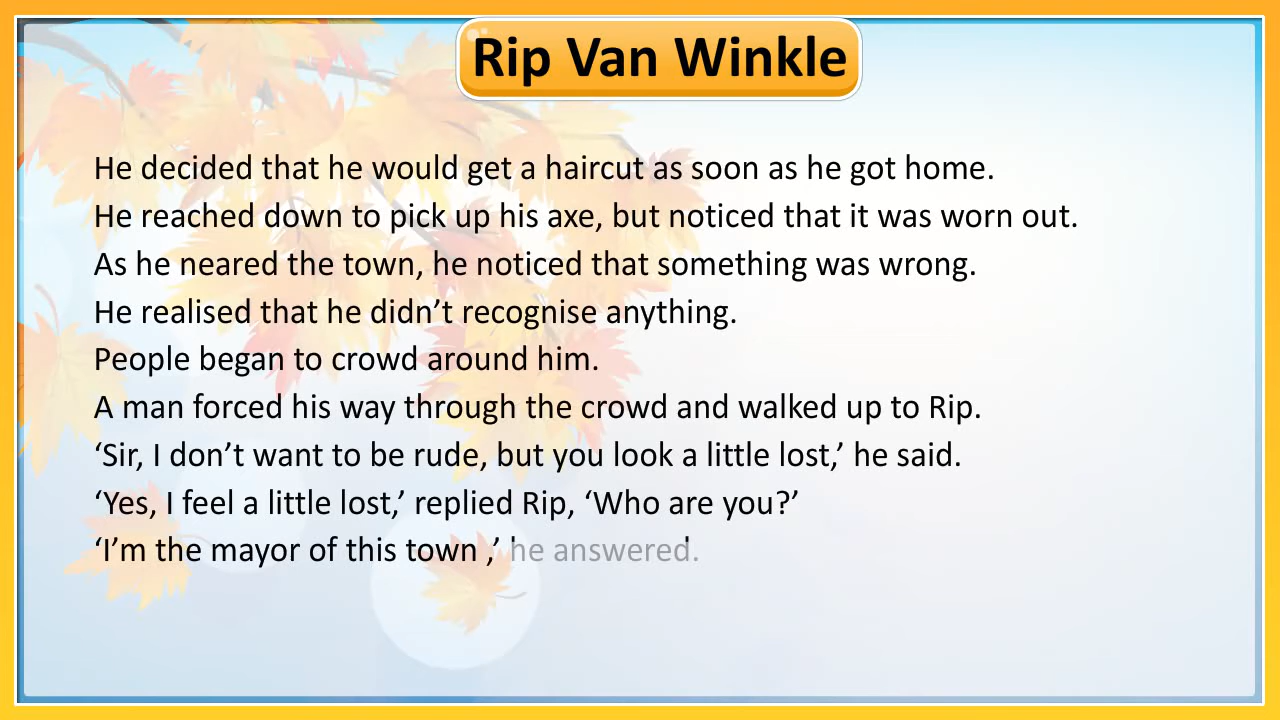 Rip Van Winkle
He decided that he would get a haircut as soon as he got home.
He reached down to pick up his axe, but noticed that it was worn out.
As he neared the town, he noticed that something was wrong.
He realised that he didn’t recognise anything.
People began to crowd around him.
A man forced his way through the crowd and walked up to Rip.
‘Sir, I don’t want to be rude, but you look a little lost,’ he said.
‘Yes, I feel a little lost,’ replied Rip, ‘Who are you?’
‘I’m the mayor of this town ,’ he answered.